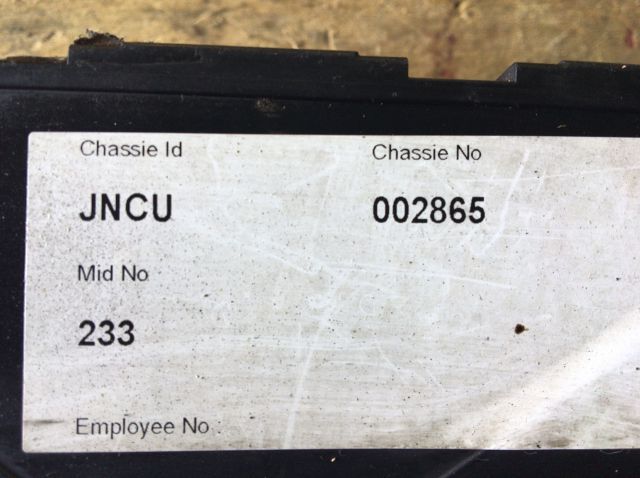 Chassie Id Chassie No
JNCU 002865
Mid No
233
Employee No :